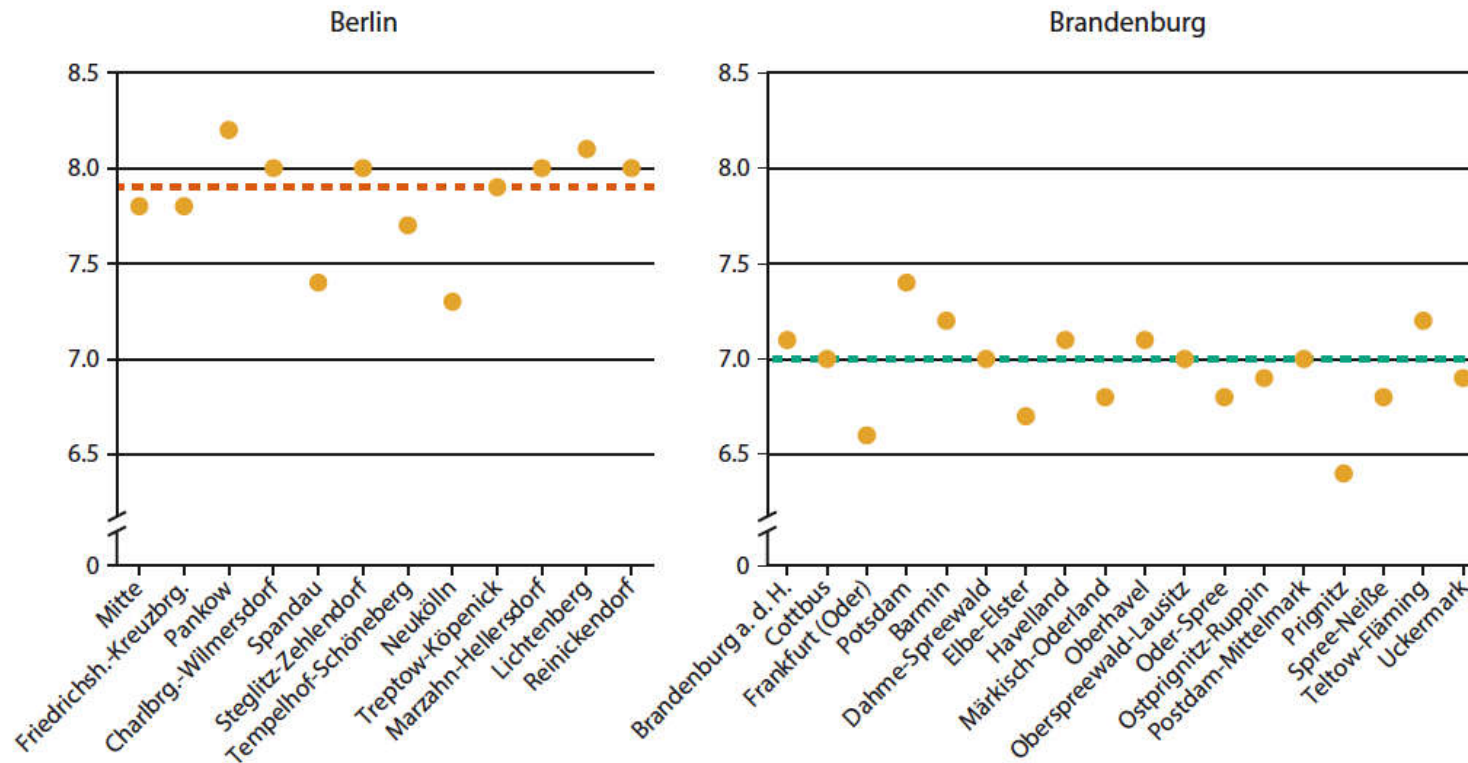 Berlin
8.5
8.0
7.5
7.0
6.5
0
Mitte
Friedrichsh.-Kreuzbrg.
Pankow
Charlbrg.-Wilmersdorf
Spandau
Steglitz-Zehlendorf
Tempelhof-Schöneberg
Neukölln
Treptow-Köpenick
Marzahn-Hellersdorf
Lichtenberg
Reinickendorf
Brandenburg
8.5
8.0
7.5
7.0
6.5
0
Brandenburg a. d. H.
Cottbus
Frankfurt (Oder)
Potsdam
Barmin
Dahme-Spreewald
Elbe-Elster
Havelland
Märkisch-Oderland
Oberhavel
Oberspreewald-Lausitz
Oder-Spree
Ostprignitz-Ruppin
Postdam-Mittelmark
Prignitz
Spree-Neiße
Teltow-Fläming
Uckermark